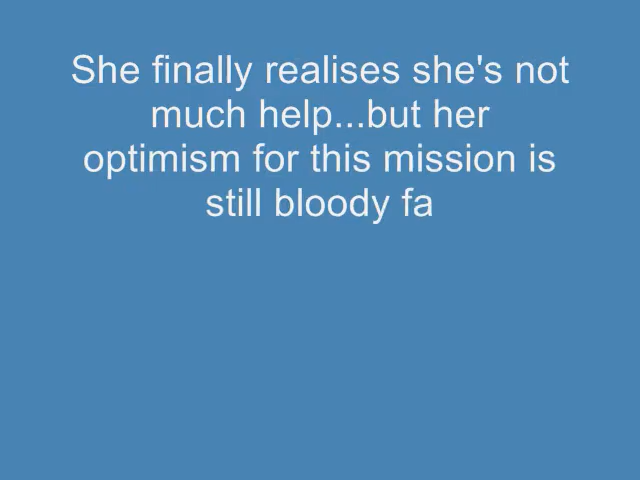 She finally realises she's not
much help...but her
optimism for this mission is
still bloody fa